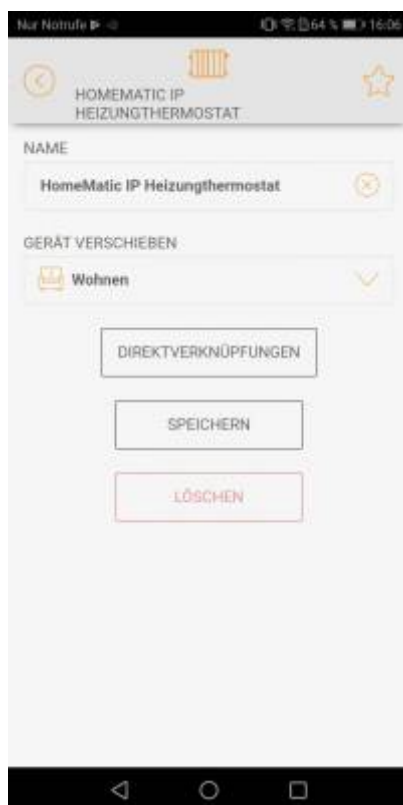 Nur Notrufe
64 % 16:06
HOMEMATIC IP
HEIZUNGTHERMOSTAT
NAME
HomeMatic IP Heizungthermostat
GERÄT VERSCHIEBEN
Wohnen
DIREKTVERKNÜPFUNGEN
SPEICHERN
LÖSCHEN